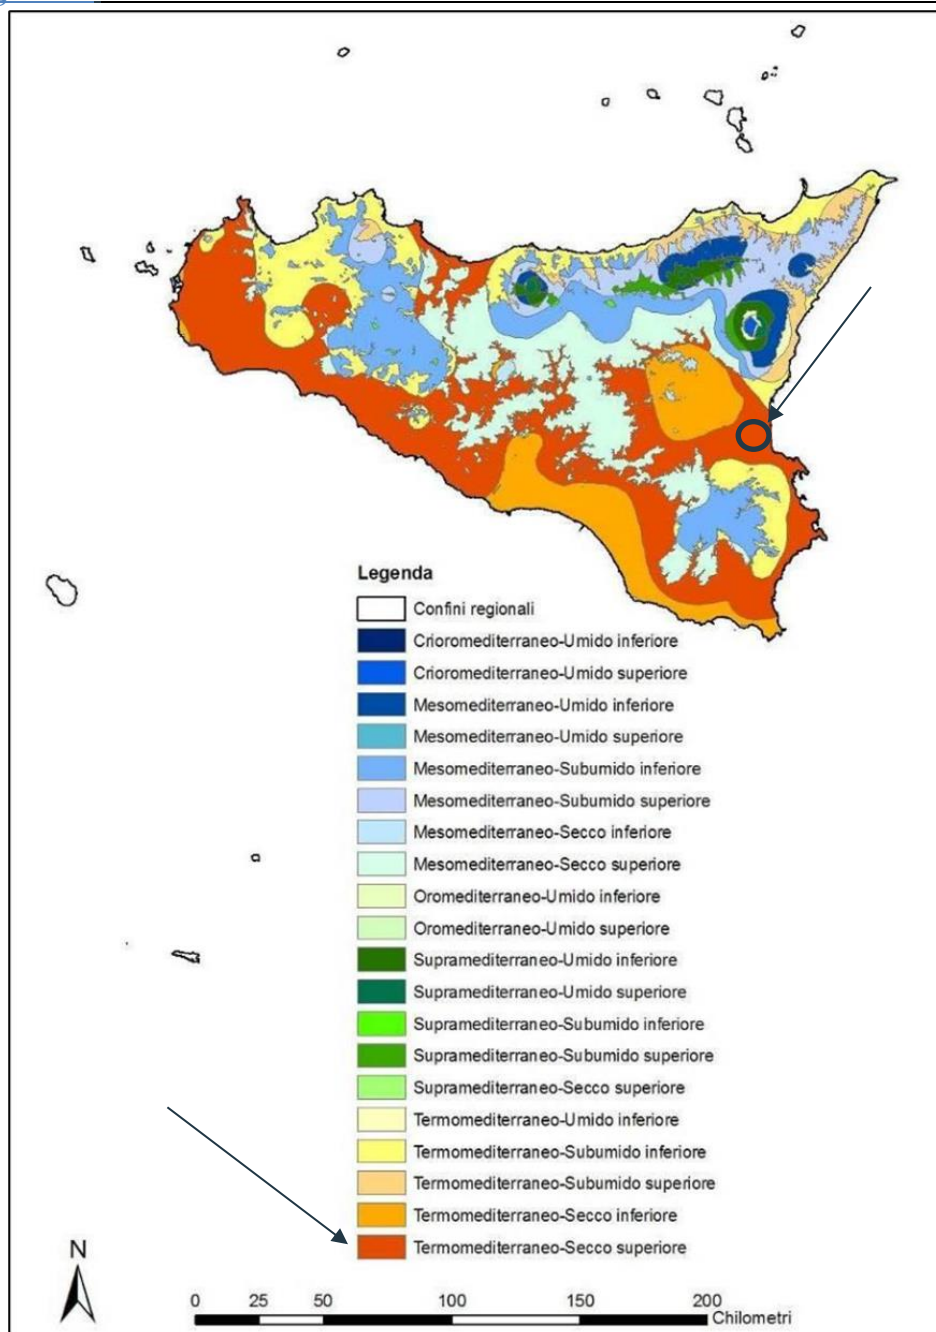 Legenda
Confini regionali
Crioromediterraneo-Umido inferiore
Crioromediterraneo-Umido superiore
Mesomediterraneo-Umido inferiore
Mesomediterraneo-Umido superiore
Mesomediterraneo-Subumido inferiore
Mesomediterraneo-Subumido superiore
Mesomediterraneo-Secco inferiore
Mesomediterraneo-Secco superiore
Oromediterraneo-Umido inferiore
Oromediterraneo-Umido superiore
Supramediterraneo-Umido inferiore
Supramediterraneo-Umido superiore
Supramediterraneo-Subumido inferiore
Supramediterraneo-Subumido superiore
Supramediterraneo-Secco superiore
Termomediterraneo-Umido inferiore
Termomediterraneo-Subumido inferiore
Termomediterraneo-Subumido superiore
Termomediterraneo-Secco inferiore
Termomediterraneo-Secco superiore
N
0 25 50 100 150 200
Chilometri